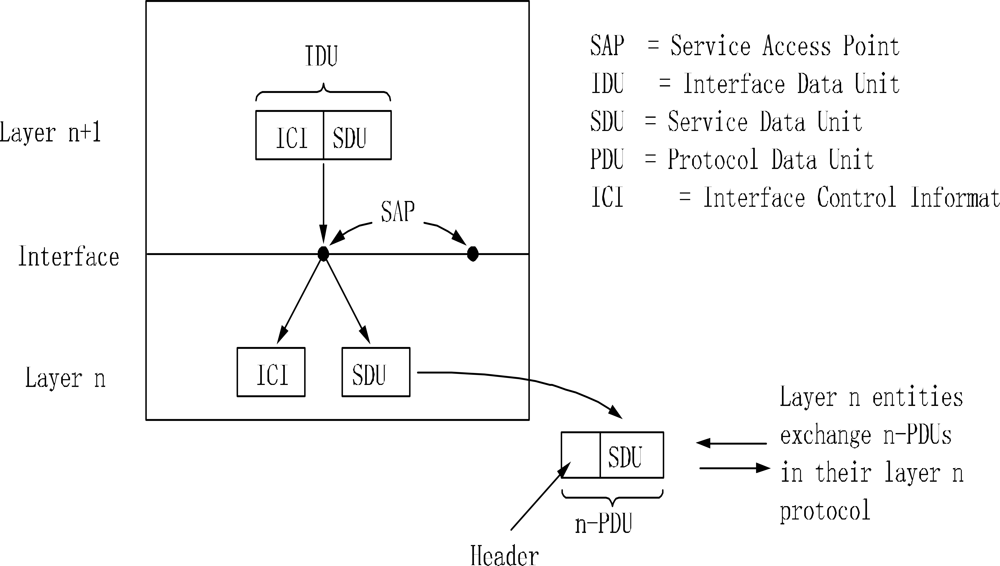 IDU
Layer n+1
ICI
SDU
SAP
Interface
Layer n
ICI
SDU
SAP = Service Access Point
IDU = Interface Data Unit
SDU = Service Data Unit
PDU = Protocol Data Unit
ICI = Interface Control Informat
SDU
n-PDU
Header
Layer n entities
exchange n-PDUs
in their layer n
protocol